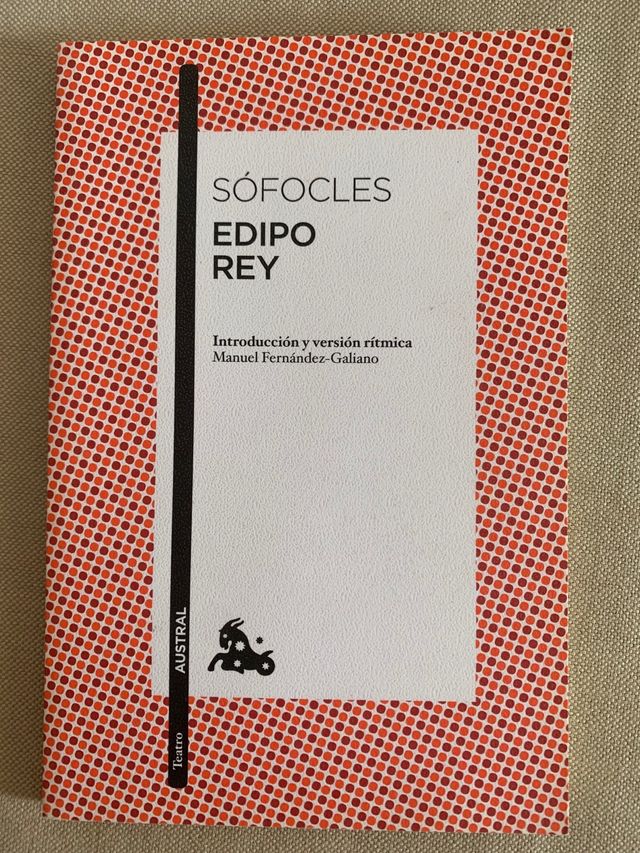 SÓFOCLES
EDIPO
REY
Introducción y versión rítmica
Manuel Fernández-Galiano
AUSTRAL
Teatro